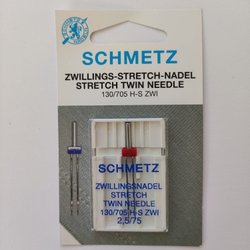 SCHMETZ
ZWILLINGS-STRETCH-NADEL
STRETCH TWIN NEEDLE
130/705 H-S ZWI
SCHMETZ
ZWILLINGSNADEL
STRETCH
TWIN NEEDLE
130/705 H-S ZWI
2,5/75